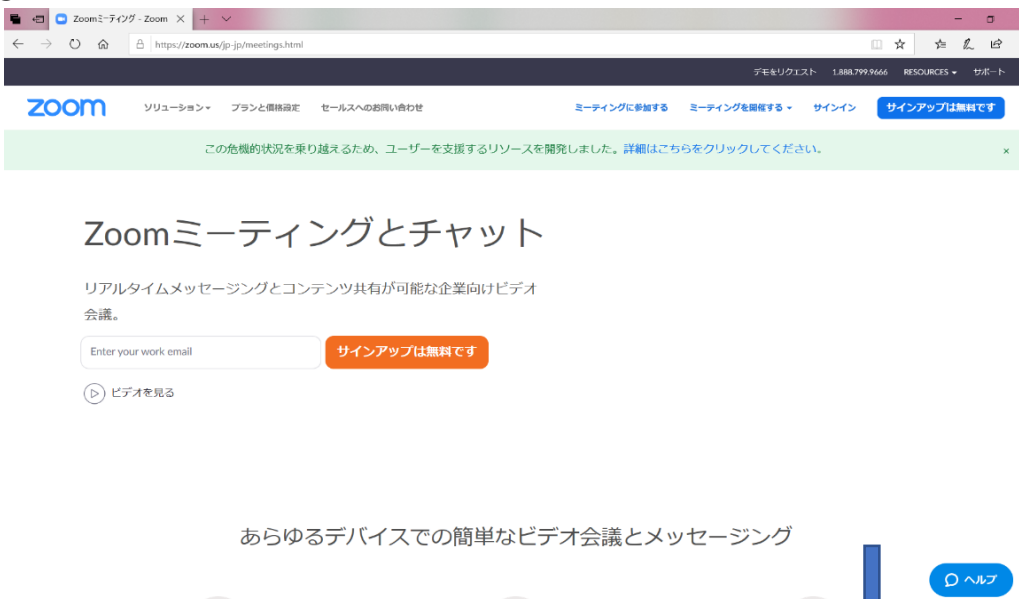 Zoomミーティング - Zoom
https://zoom.us/jp-jp/meetings.html
デモをリクエスト 1.888.799.9666 RESOURCES サポート
zoom ソリューション プランと価格設定 セールスへのお問い合わせ ミーティングに参加する ミーティングを開催する サインイン サインアップは無料です
この危機的状況を乗り越えるため、ユーザーを支援するリソースを開発しました。詳細はこちらをクリックしてください。
Zoomミーティングとチャット
リアルタイムメッセージングとコンテンツ共有が可能な企業向けビデオ
会議。
Enter your work email サインアップは無料です
ビデオを見る
あらゆるデバイスでの簡単なビデオ会議とメッセージング
ヘルプ